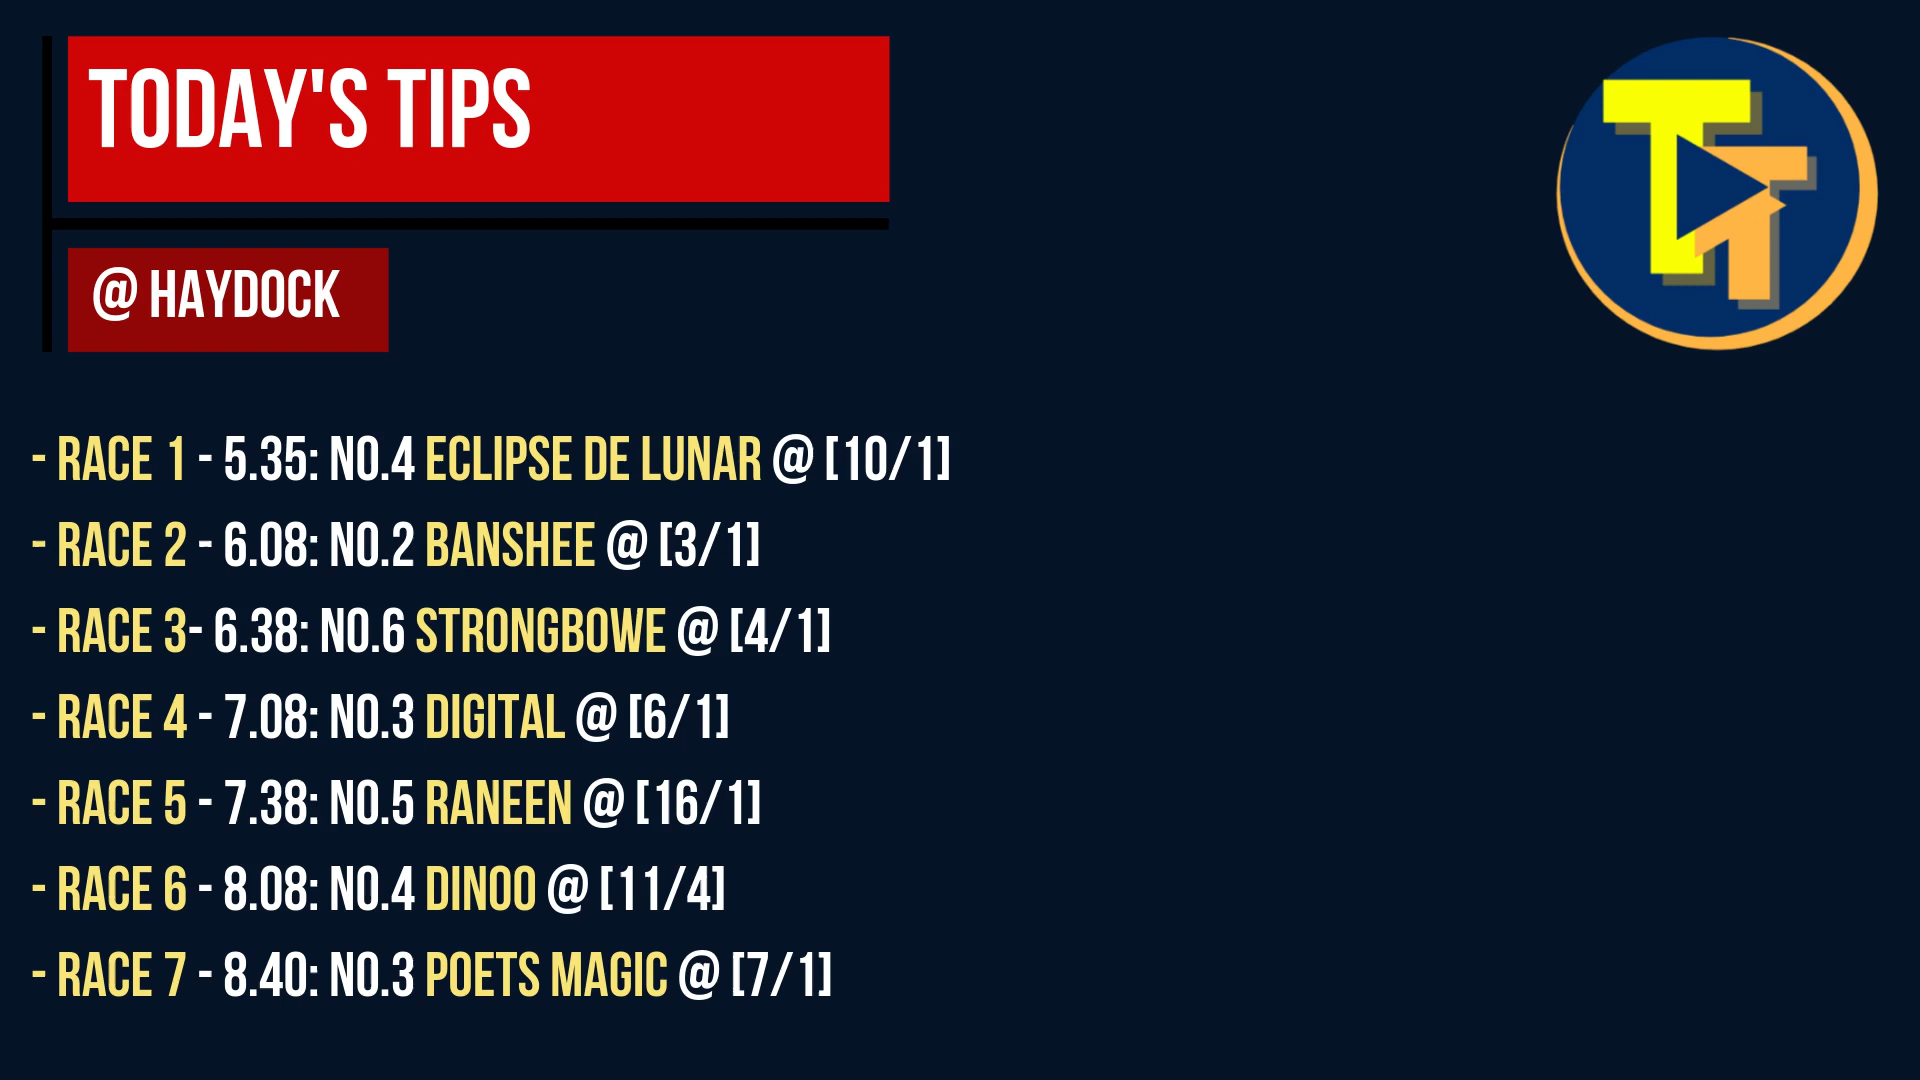 TODAY'S TIPS
@ HAYDOCK
- RACE 1 - 5.35: NO.4 ECLIPSE DE LUNAR @ [10/1]
- RACE 2 - 6.08: NO.2 BANSHEE @ [3/1]
- RACE 3- 6.38: NO.6 STRONGBOWE @ [4/1]
- RACE 4 - 7.08: NO.3 DIGITAL @ [6/1]
- RACE 5 - 7.38: NO.5 RANEEN @ [16/1]
- RACE 6 - 8.08: NO.4 DINOO @ [11/4]
- RACE 7 - 8.40: NO.3 POETS MAGIC @ [7/1]
TT